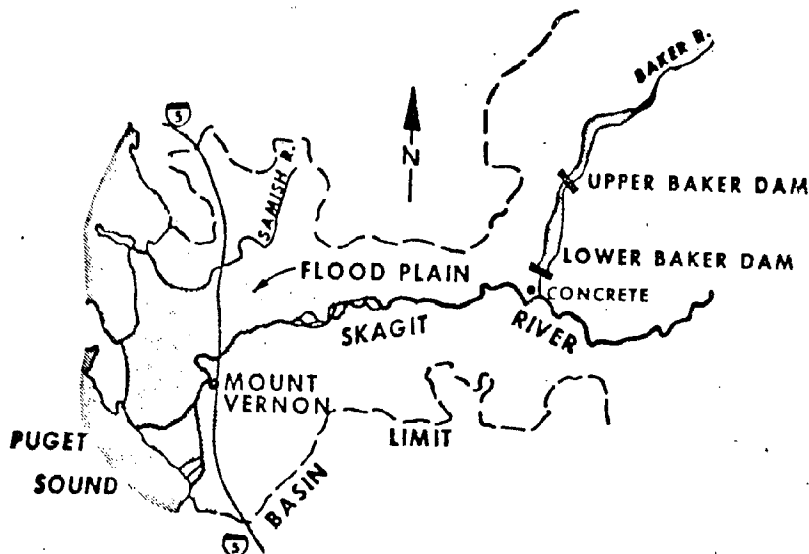 BAKER R.
5
N
SAMISH R.
UPPER BAKER DAM
LOWER BAKER DAM
FLOOD PLAIN
CONCRETE
SKAGIT
RIVER
MOUNT
VERNON
LIMIT
PUGET
SOUND
BASIN
5